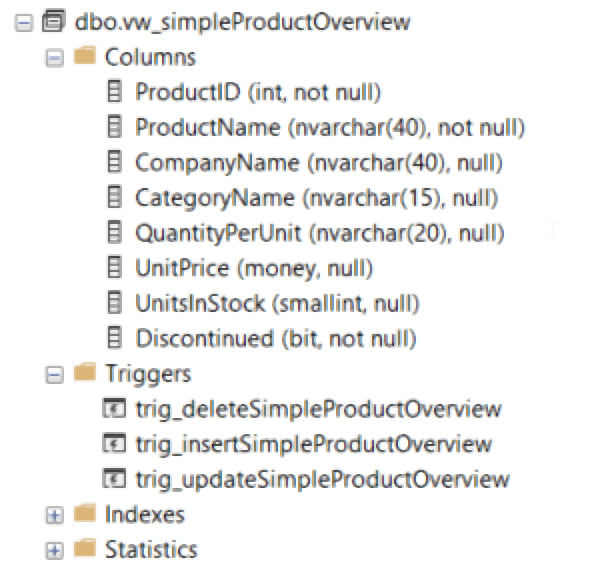 dbo.vw_simpleProductOverview
Columns
ProductID (int, not null)
ProductName (nvarchar(40), not null)
CompanyName (nvarchar(40), null)
CategoryName (nvarchar(15), null)
QuantityPerUnit (nvarchar(20), null)
UnitPrice (money, null)
UnitsInStock (smallint, null)
Discontinued (bit, not null)
Triggers
trig_deleteSimpleProductOverview
trig_insertSimpleProductOverview
trig_updateSimpleProductOverview
Indexes
Statistics